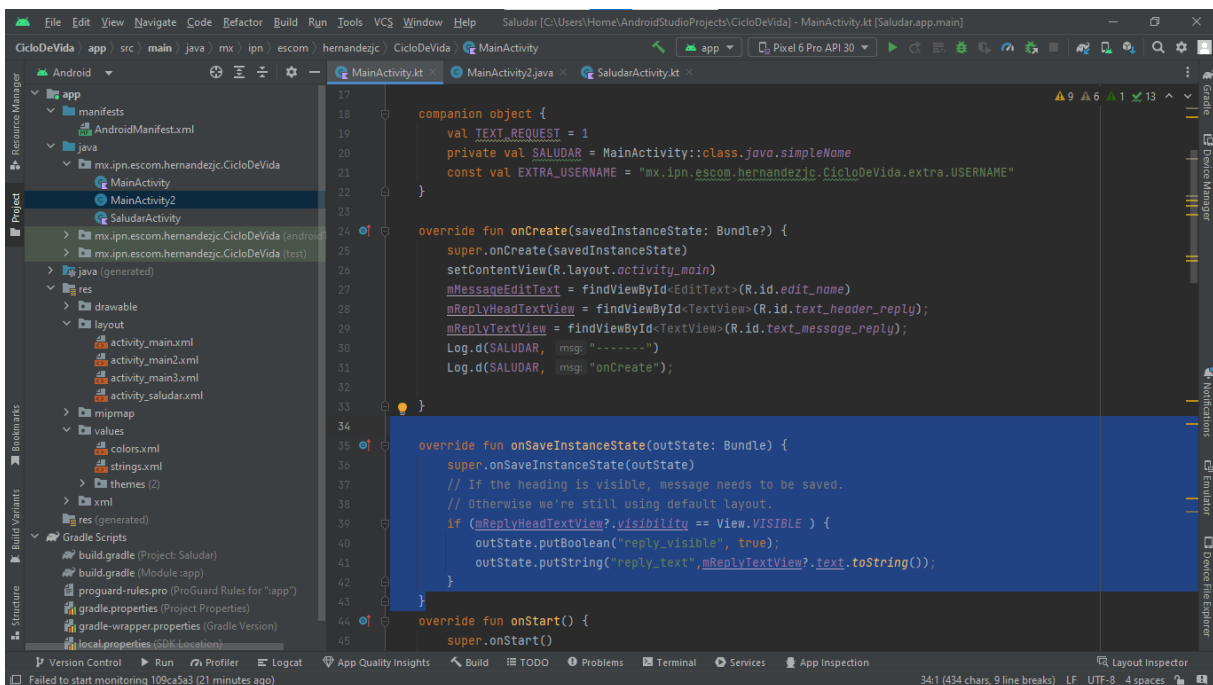 File Edit View Navigate Code Refactor Build Run Tools VCS Window Help Saludar [C:\Users\Home\AndroidStudioProjects\CicloDeVida] - MainActivity.kt [Saludar.app.main]
CicloDeVida app src main java mx ipn escom hernandezjc CicloDeVida MainActivity app Pixel 6 Pro API 30
Android MainActivity.kt MainActivity2.java SaludarActivity.kt
app
manifests
AndroidManifest.xml
java
mx.ipn.escom.hernandezjc.CicloDeVida
MainActivity
MainActivity2
SaludarActivity
mx.ipn.escom.hernandezjc.CicloDeVida (android
mx.ipn.escom.hernandezjc.CicloDeVida (test)
java (generated)
res
drawable
layout
activity_main.xml
activity_main2.xml
activity_main3.xml
activity_saludar.xml
mipmap
values
colors.xml
strings.xml
themes (2)
xml
res (generated)
Gradle Scripts
build.gradle (Project: Saludar)
build.gradle (Module :app)
proguard-rules.pro (ProGuard Rules for ":app")
gradle.properties (Project Properties)
gradle-wrapper.properties (Gradle Version)
local.properties (SDK Location)
9 6 1 13
17
18 companion object {
19 val TEXT_REQUEST = 1
20 private val SALUDAR = MainActivity::class.java.simpleName
21 const val EXTRA_USERNAME = "mx.ipn.escom.hernandezjc.CicloDeVida.extra.USERNAME"
22 }
23
24 override fun onCreate(savedInstanceState: Bundle?) {
25 super.onCreate(savedInstanceState)
26 setContentView(R.layout.activity_main)
27 mMessageEditText = findViewById<EditText>(R.id.edit_name)
28 mReplyHeadTextView = findViewById<TextView>(R.id.text_header_reply);
29 mReplyTextView = findViewById<TextView>(R.id.text_message_reply);
30 Log.d(SALUDAR, msg: "-------")
31 Log.d(SALUDAR, msg: "onCreate");
32
33 }
34
35 override fun onSaveInstanceState(outState: Bundle) {
36 super.onSaveInstanceState(outState)
37 // If the heading is visible, message needs to be saved.
38 // Otherwise we're still using default layout.
39 if (mReplyHeadTextView?.visibility == View.VISIBLE ) {
40 outState.putBoolean("reply_visible", true);
41 outState.putString("reply_text",mReplyTextView?.text.toString());
42 }
43 }
44 override fun onStart() {
45 super.onStart()
Resource Manager
Project
Bookmarks
Build Variants
Structure
Gradle
Device Manager
Notifications
Emulator
Device File Explorer
Version Control Run Profiler Logcat App Quality Insights Build TODO Problems Terminal Services App Inspection Layout Inspector
Failed to start monitoring 109ca5a3 (21 minutes ago) 34:1 (434 chars, 9 line breaks) LF UTF-8 4 spaces